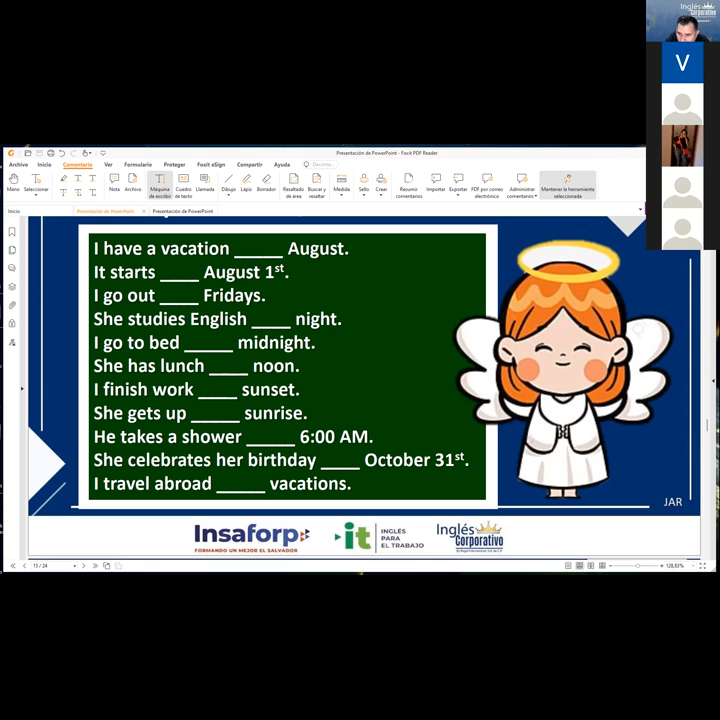 Inglés
Corporativo
V
Presentación de PowerPoint - Foxit PDF Reader
Archivo Inicio Comentario Ver Formulario Proteger Foxit eSign Compartir Ayuda
Mano Seleccionar Nota Archivo Máquina de escribir Cuadro de texto Llamada Dibujo Lápiz Borrador Resaltado de área Buscar y resaltar Medida Sello Crear Resumir comentarios Importar Exportar PDF por correo electrónico Administrar comentarios Mantener la herramienta seleccionada
Inicio Presentación de PowerPoint Presentación de PowerPoint
I have a vacation _____ August.
It starts ____ August 1st.
I go out ____ Fridays.
She studies English ____ night.
I go to bed _____ midnight.
She has lunch ____ noon.
I finish work ____ sunset.
She gets up _____ sunrise.
He takes a shower _____ 6:00 AM.
She celebrates her birthday ____ October 31st.
I travel abroad _____ vacations.
JAR
Insaforp
FORMANDO UN MEJOR EL SALVADOR
it
INGLÉS
PARA
EL TRABAJO
Inglés
Corporativo
15 / 24
128,83%